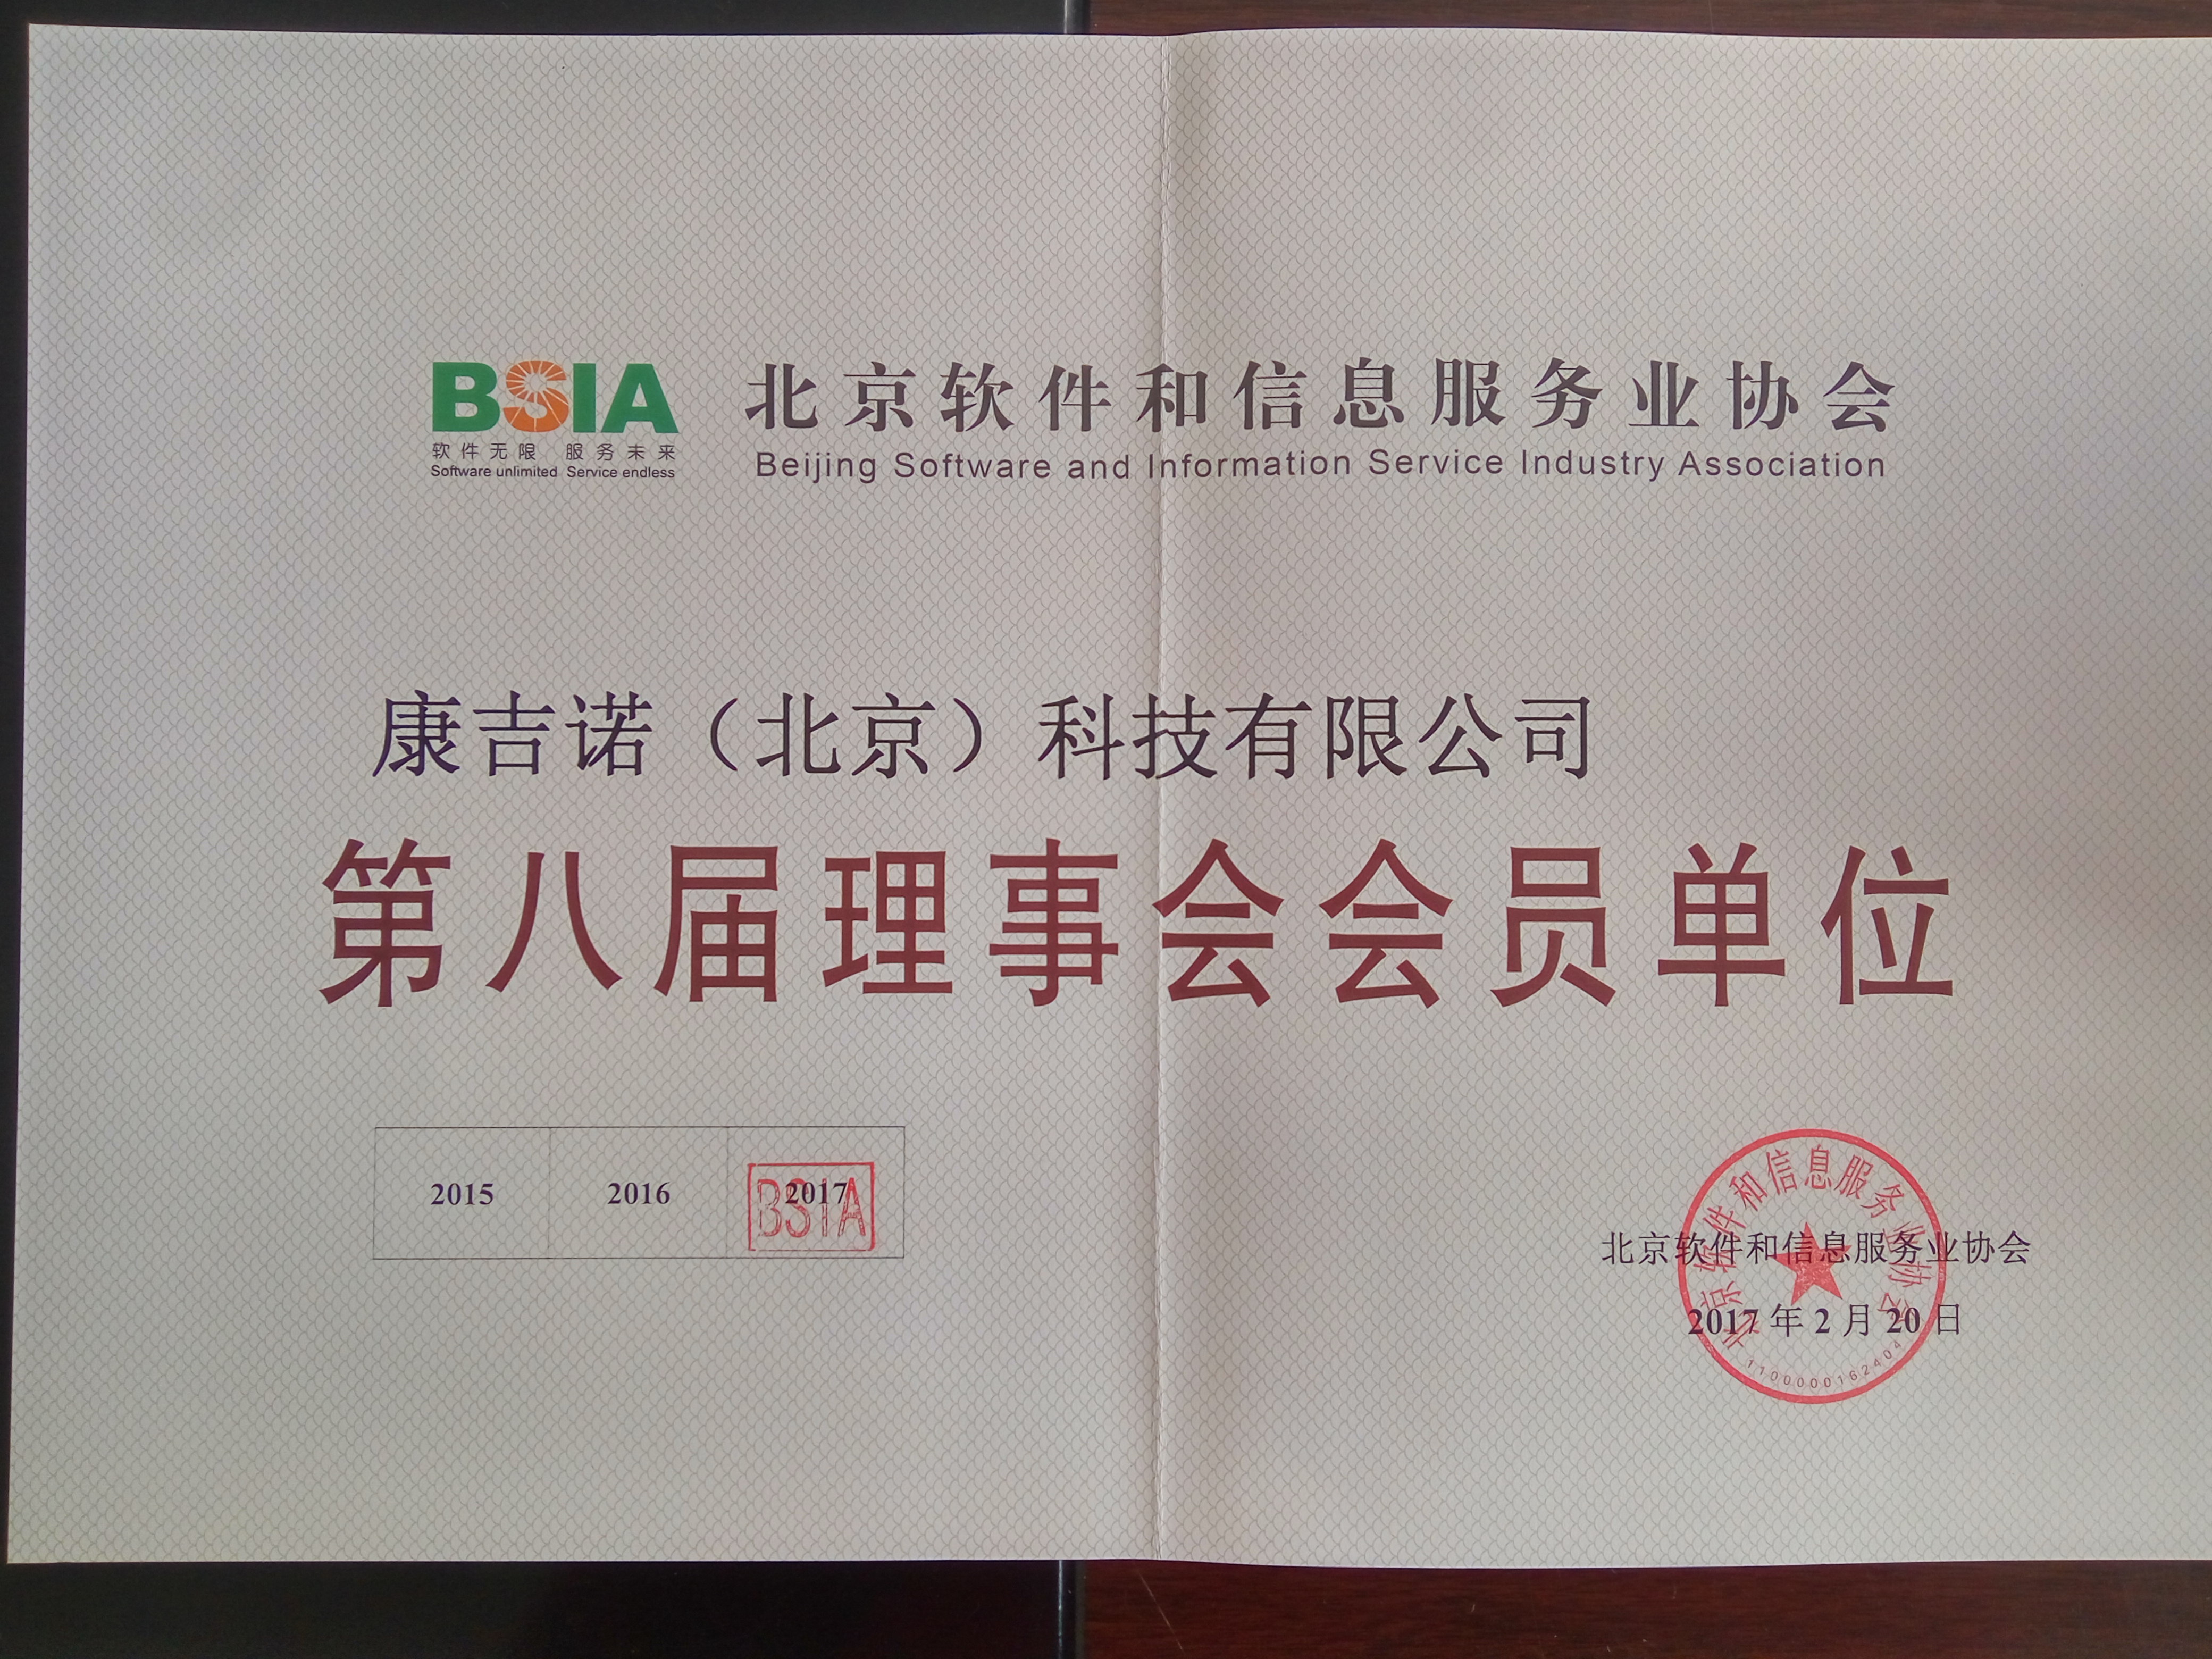 BSIA
软件无限 服务未来
Software unlimited Service endless
北京软件和信息服务业协会
Beijing Software and Information Service Industry Association
康吉诺（北京）科技有限公司
第八届理事会会员单位
2015 2016 2017
BSIA
北京软件和信息服务业协会
2017 年 2 月 20 日
北京软件和信息服务业协会
1100000162404